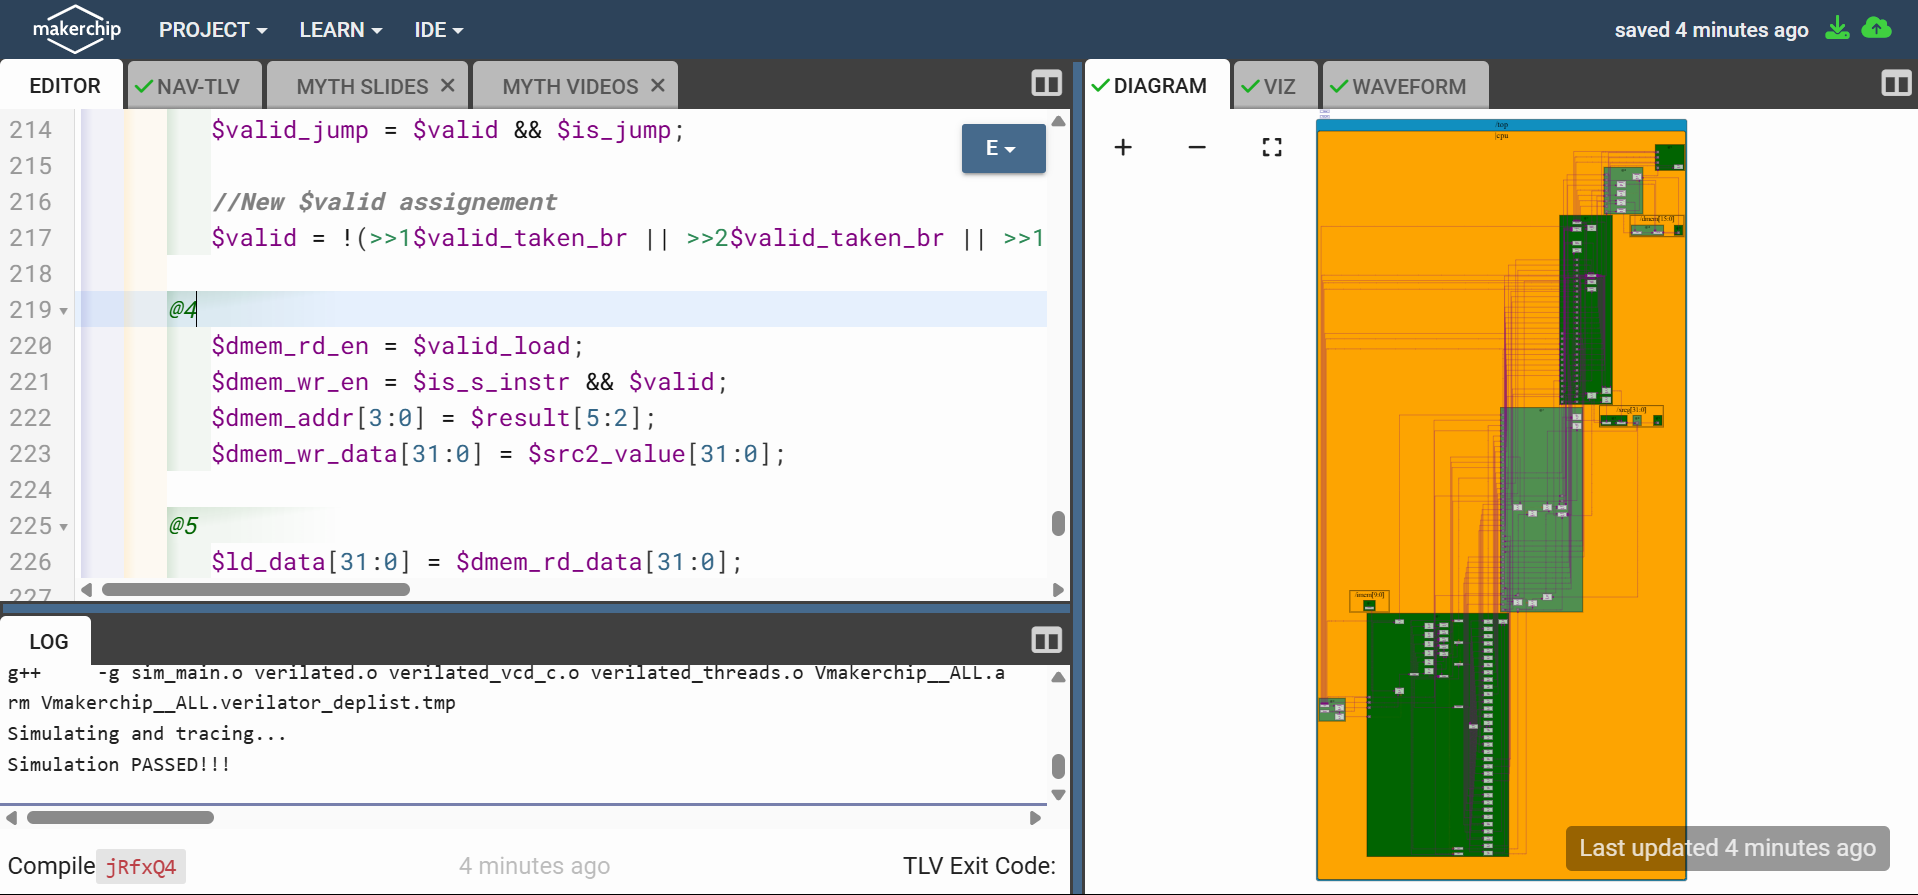 makerchip PROJECT LEARN IDE saved 4 minutes ago
EDITOR NAV-TLV MYTH SLIDES MYTH VIDEOS
DIAGRAM VIZ WAVEFORM
E
214 $valid_jump = $valid && $is_jump;
215
216 //New $valid assignement
217 $valid = !(>>1$valid_taken_br || >>2$valid_taken_br || >>1
218
219 @4
220 $dmem_rd_en = $valid_load;
221 $dmem_wr_en = $is_s_instr && $valid;
222 $dmem_addr[3:0] = $result[5:2];
223 $dmem_wr_data[31:0] = $src2_value[31:0];
224
225 @5
226 $ld_data[31:0] = $dmem_rd_data[31:0];
227
LOG
g++ -g sim_main.o verilated.o verilated_vcd_c.o verilated_threads.o Vmakerchip__ALL.a
rm Vmakerchip__ALL.verilator_deplist.tmp
Simulating and tracing...
Simulation PASSED!!!
Compile jRfxQ4 4 minutes ago TLV Exit Code:
/top
|cpu
/dmem[15:0]
/xreg[31:0]
/imem[9:0]
Last updated 4 minutes ago